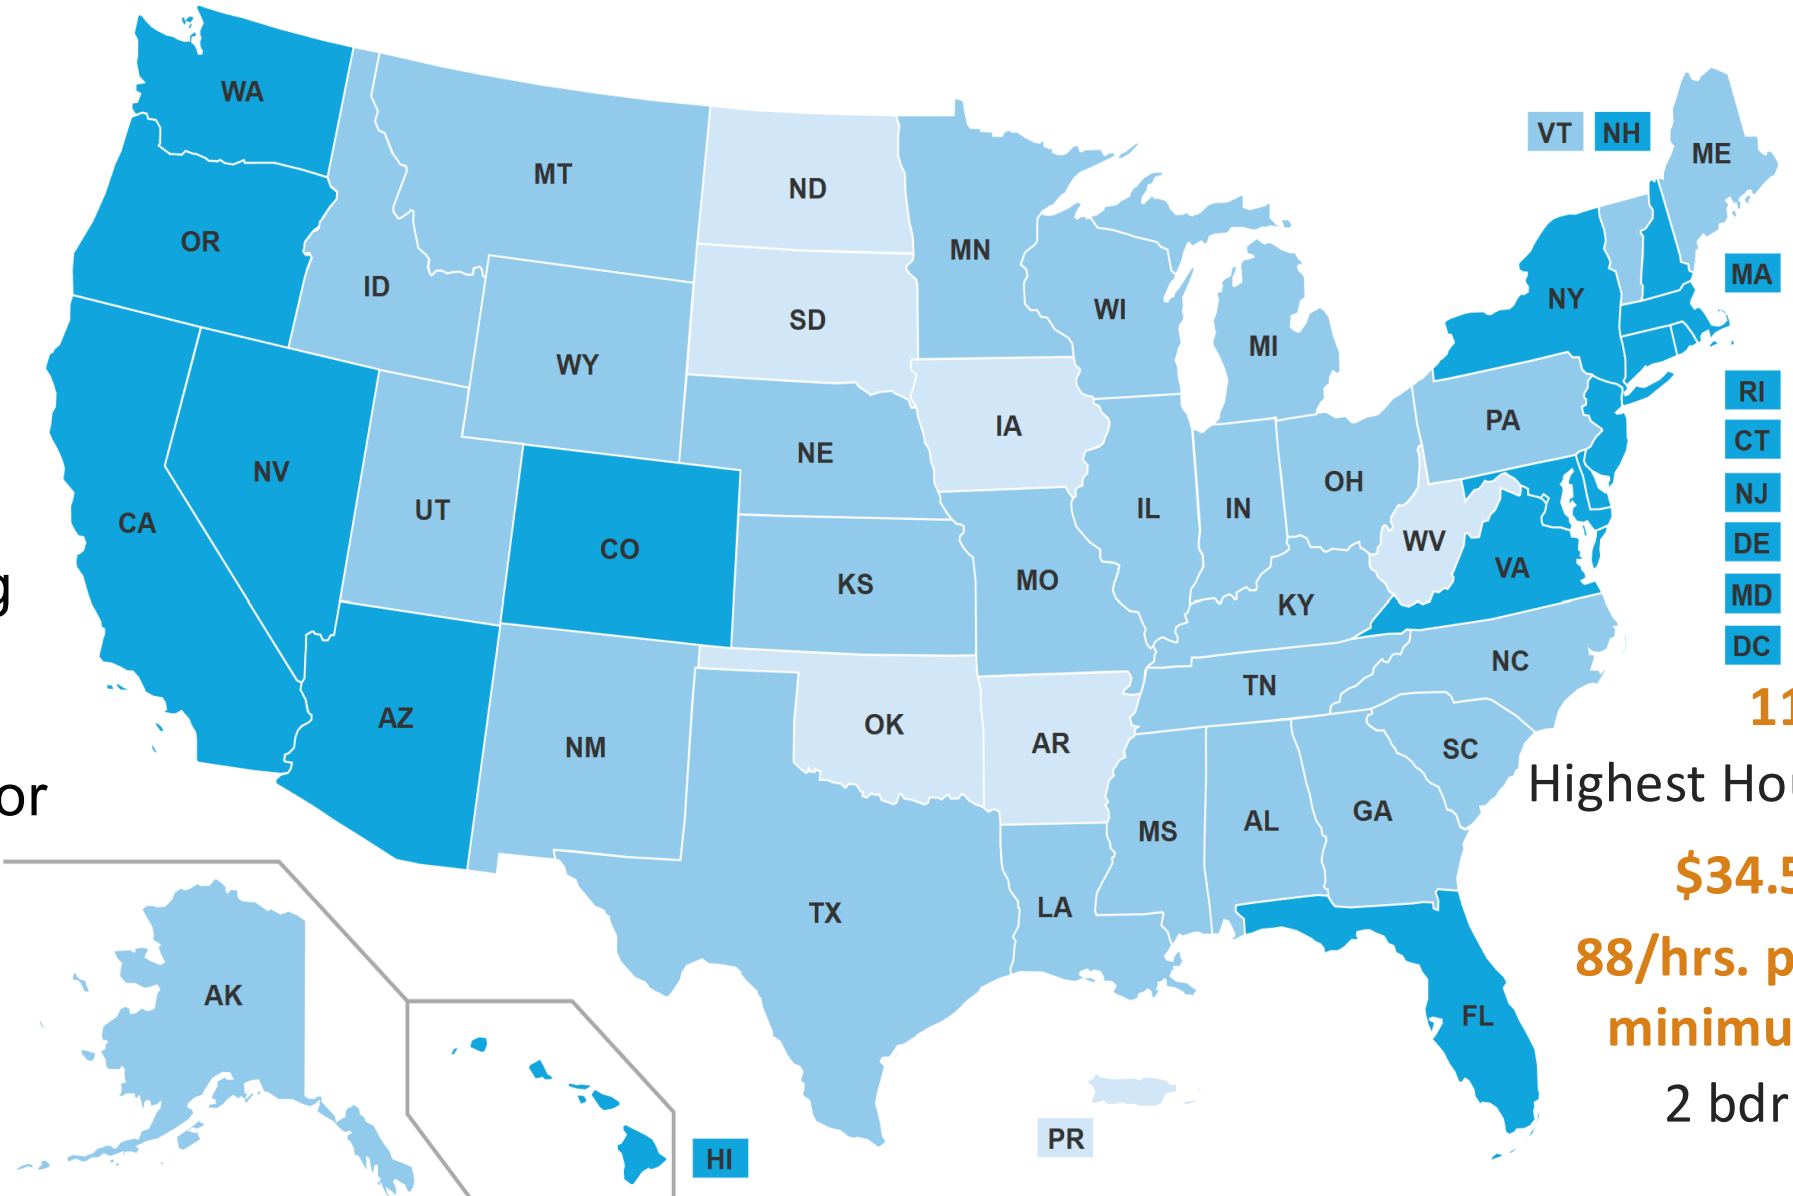 WA
VT NH
ME
MT
ND
OR
MN
MA
ID
NY
SD
WI
MI
WY
RI
PA
IA
CT
NE
NV
OH
NJ
UT
IL
IN
CA
WV
DE
CO
VA
KS
MO
g
MD
KY
DC
NC
TN
11
AZ
OK
NM
AR
SC
Highest Hou
or
GA
AL
MS
$34.5
LA
TX
88/hrs. p
AK
FL
minimu
2 bdr
PR
HI